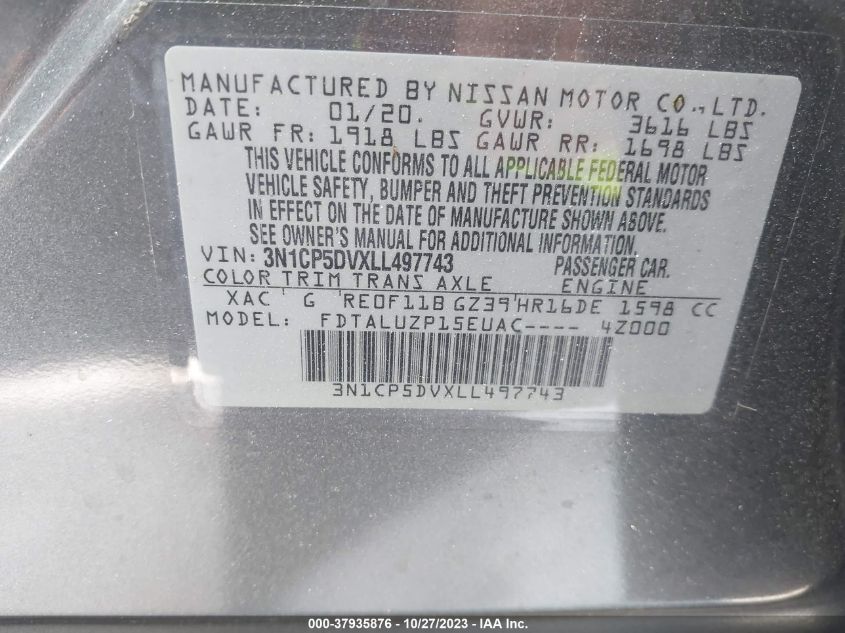 MANUFACTURED BY NISSAN MOTOR CO., LTD.
DATE: 01/20. GVWR: 3616 LBS
GAWR FR: 1918 LBS GAWR RR: 1698 LBS
THIS VEHICLE CONFORMS TO ALL APPLICABLE FEDERAL MOTOR
VEHICLE SAFETY, BUMPER AND THEFT PREVENTION STANDARDS
IN EFFECT ON THE DATE OF MANUFACTURE SHOWN ABOVE.
SEE OWNER'S MANUAL FOR ADDITIONAL INFORMATION.
VIN: 3N1CP5DVXLL497743 PASSENGER CAR.
COLOR TRIM TRANS AXLE ENGINE
XAC ' G ' RE0F11B GZ39 ' HR16DE 1598 CC
MODEL: FDTALUZP15EUAC---- 4Z000
3N1CP5DVXLL497743
000-37935876 - 10/27/2023 - IAA Inc.